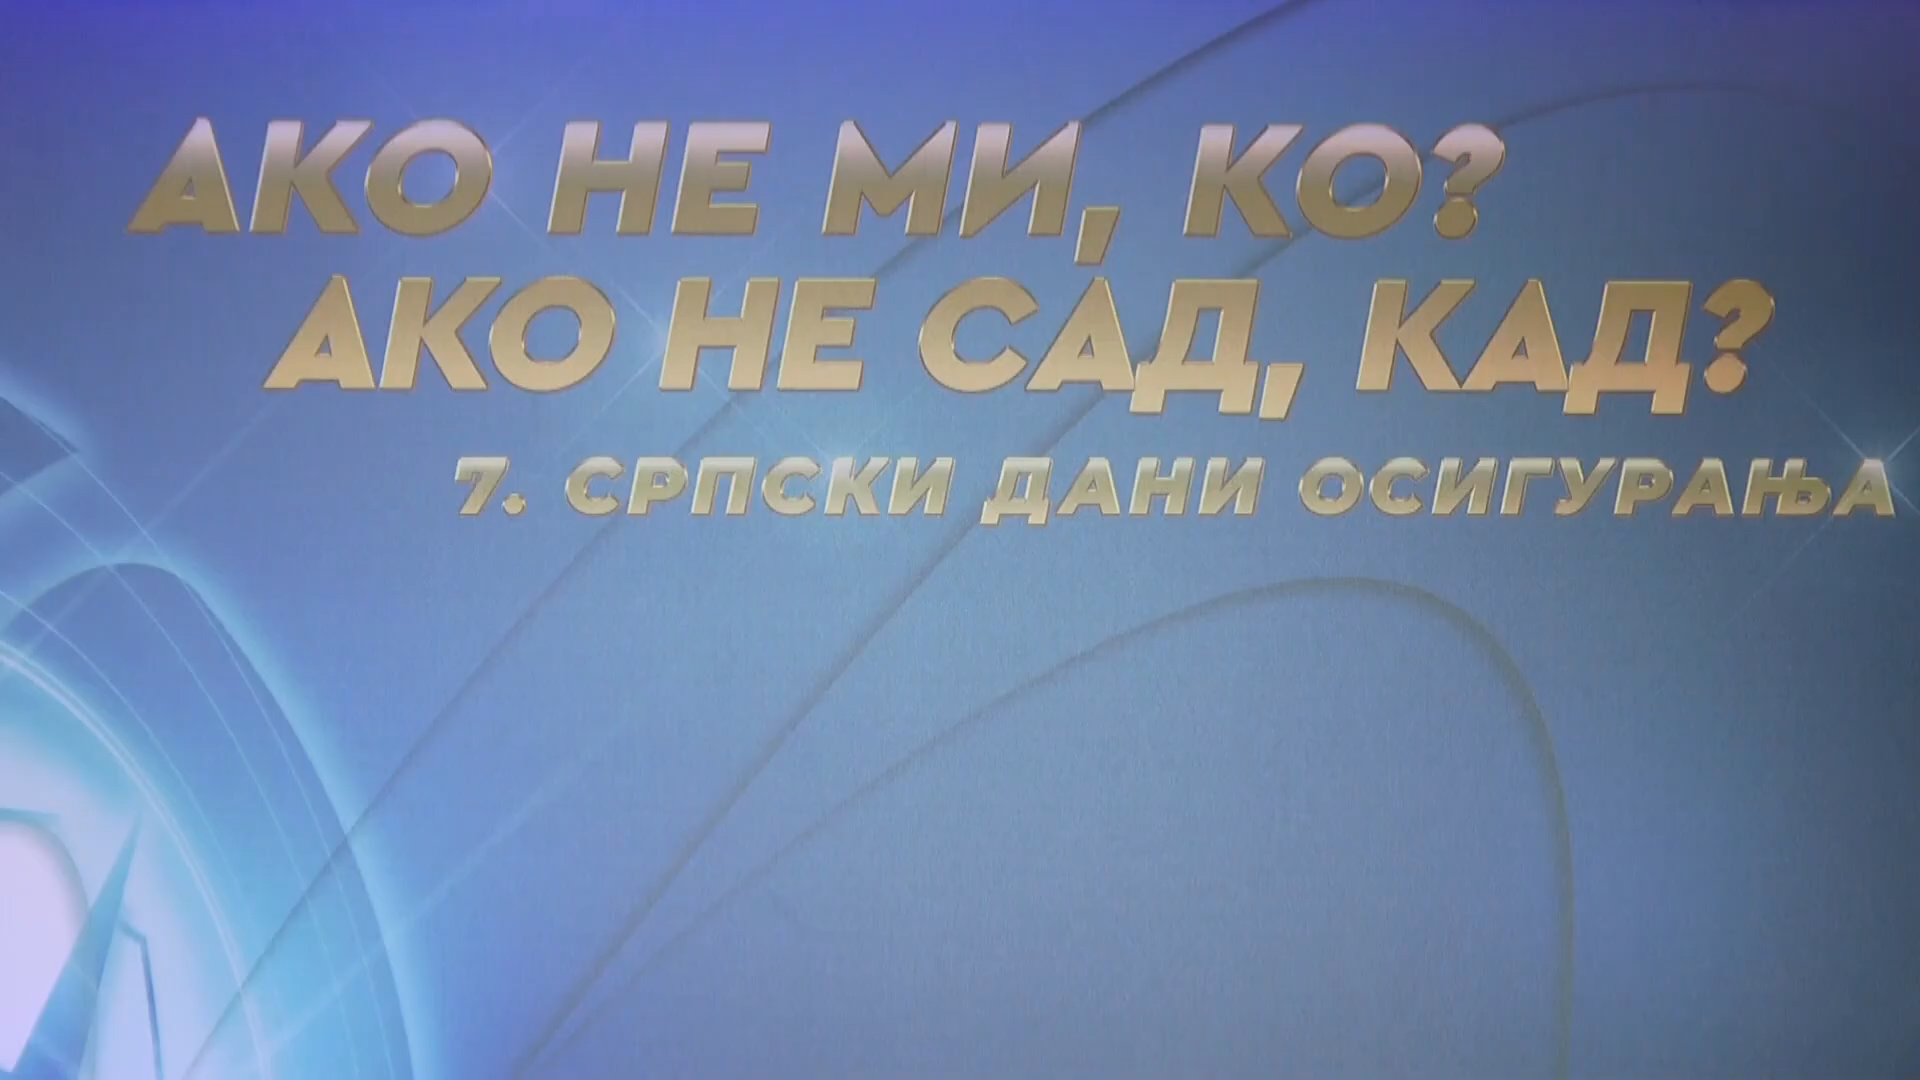 АКО НЕ МИ, КО?
АКО НЕ САД, КАД?
7. СРПСКИ ДАНИ ОСИГУРАЊА